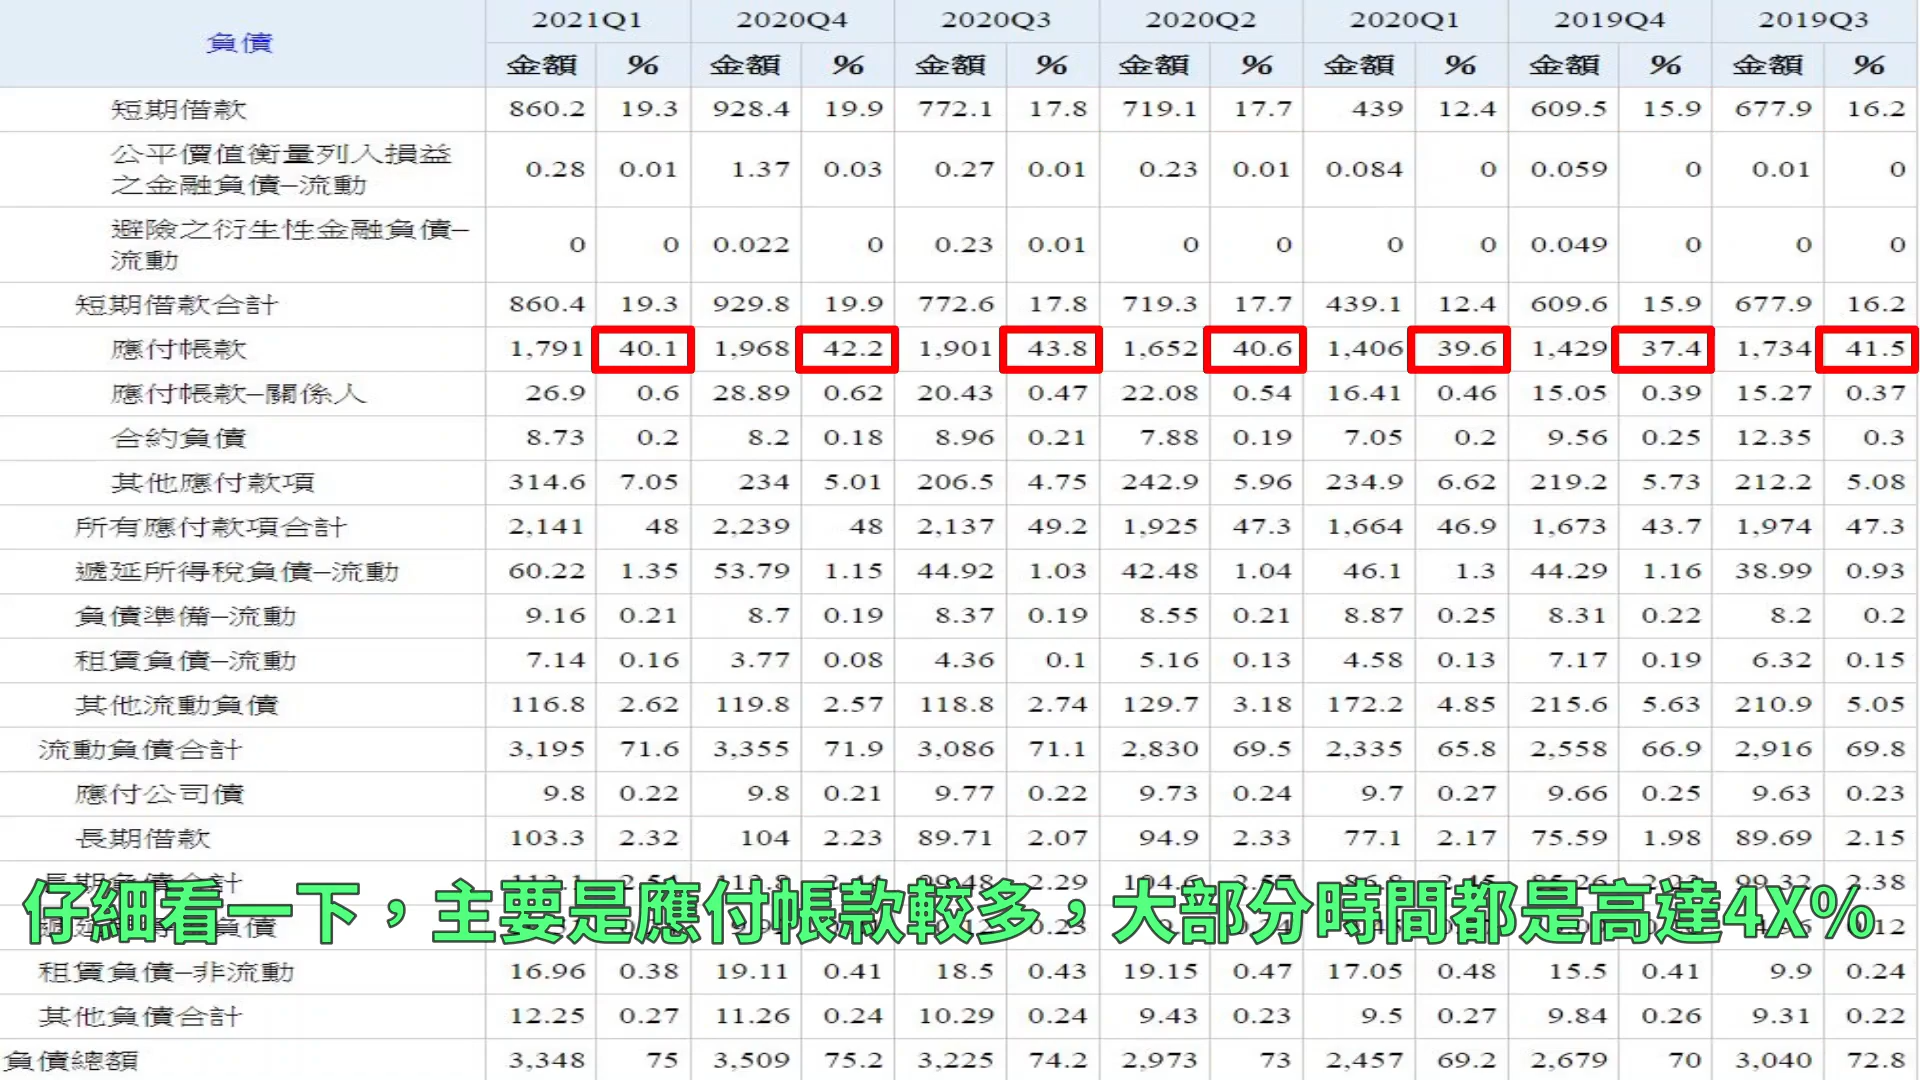 負債 2021Q1 2020Q4 2020Q3 2020Q2 2020Q1 2019Q4 2019Q3
金額 % 金額 % 金額 % 金額 % 金額 % 金額 % 金額 %
短期借款 860.2 19.3 928.4 19.9 772.1 17.8 719.1 17.7 439 12.4 609.5 15.9 677.9 16.2
公平價值衡量列入損益
之金融負債–流動 0.28 0.01 1.37 0.03 0.27 0.01 0.23 0.01 0.084 0 0.059 0 0.01 0
避險之衍生性金融負債–
流動 0 0 0.022 0 0.23 0.01 0 0 0 0 0.049 0 0 0
短期借款合計 860.4 19.3 929.8 19.9 772.6 17.8 719.3 17.7 439.1 12.4 609.6 15.9 677.9 16.2
應付帳款 1,791 40.1 1,968 42.2 1,901 43.8 1,652 40.6 1,406 39.6 1,429 37.4 1,734 41.5
應付帳款–關係人 26.9 0.6 28.89 0.62 20.43 0.47 22.08 0.54 16.41 0.46 15.05 0.39 15.27 0.37
合約負債 8.73 0.2 8.2 0.18 8.96 0.21 7.88 0.19 7.05 0.2 9.56 0.25 12.35 0.3
其他應付款項 314.6 7.05 234 5.01 206.5 4.75 242.9 5.96 234.9 6.62 219.2 5.73 212.2 5.08
所有應付款項合計 2,141 48 2,239 48 2,137 49.2 1,925 47.3 1,664 46.9 1,673 43.7 1,974 47.3
遞延所得稅負債–流動 60.22 1.35 53.79 1.15 44.92 1.03 42.48 1.04 46.1 1.3 44.29 1.16 38.99 0.93
負債準備–流動 9.16 0.21 8.7 0.19 8.37 0.19 8.55 0.21 8.87 0.25 8.31 0.22 8.2 0.2
租賃負債–流動 7.14 0.16 3.77 0.08 4.36 0.1 5.16 0.13 4.58 0.13 7.17 0.19 6.32 0.15
其他流動負債 116.8 2.62 119.8 2.57 118.8 2.74 129.7 3.18 172.2 4.85 215.6 5.63 210.9 5.05
流動負債合計 3,195 71.6 3,355 71.9 3,086 71.1 2,830 69.5 2,335 65.8 2,558 66.9 2,916 69.8
應付公司債 9.8 0.22 9.8 0.21 9.77 0.22 9.73 0.24 9.7 0.27 9.66 0.25 9.63 0.23
長期借款 103.3 2.32 104 2.23 89.71 2.07 94.9 2.33 77.1 2.17 75.59 1.98 89.69 2.15
長期負債合計 2.29 2.38
仔細看一下，主要是應付帳款較多，大部分時間都是高達4X%
租賃負債–非流動 16.96 0.38 19.11 0.41 18.5 0.43 19.15 0.47 17.05 0.48 15.5 0.41 9.9 0.24
其他負債合計 12.25 0.27 11.26 0.24 10.29 0.24 9.43 0.23 9.5 0.27 9.84 0.26 9.31 0.22
負債總額 3,348 75 3,509 75.2 3,225 74.2 2,973 73 2,457 69.2 2,679 70 3,040 72.8